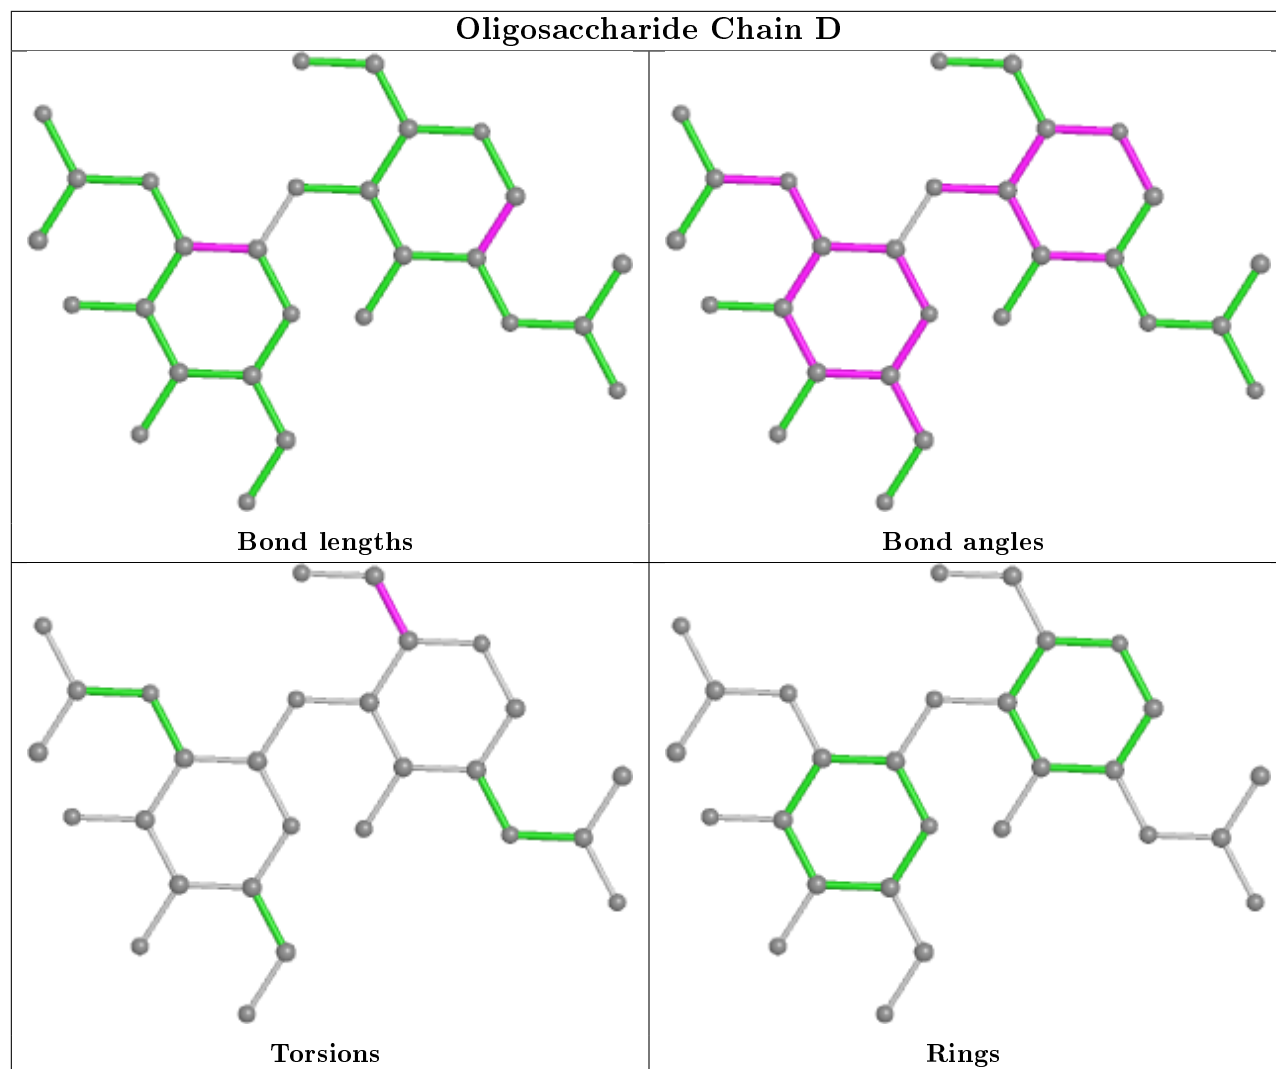 Oligosaccharide Chain D
Bond lengths
Bond angles
Torsions
Rings